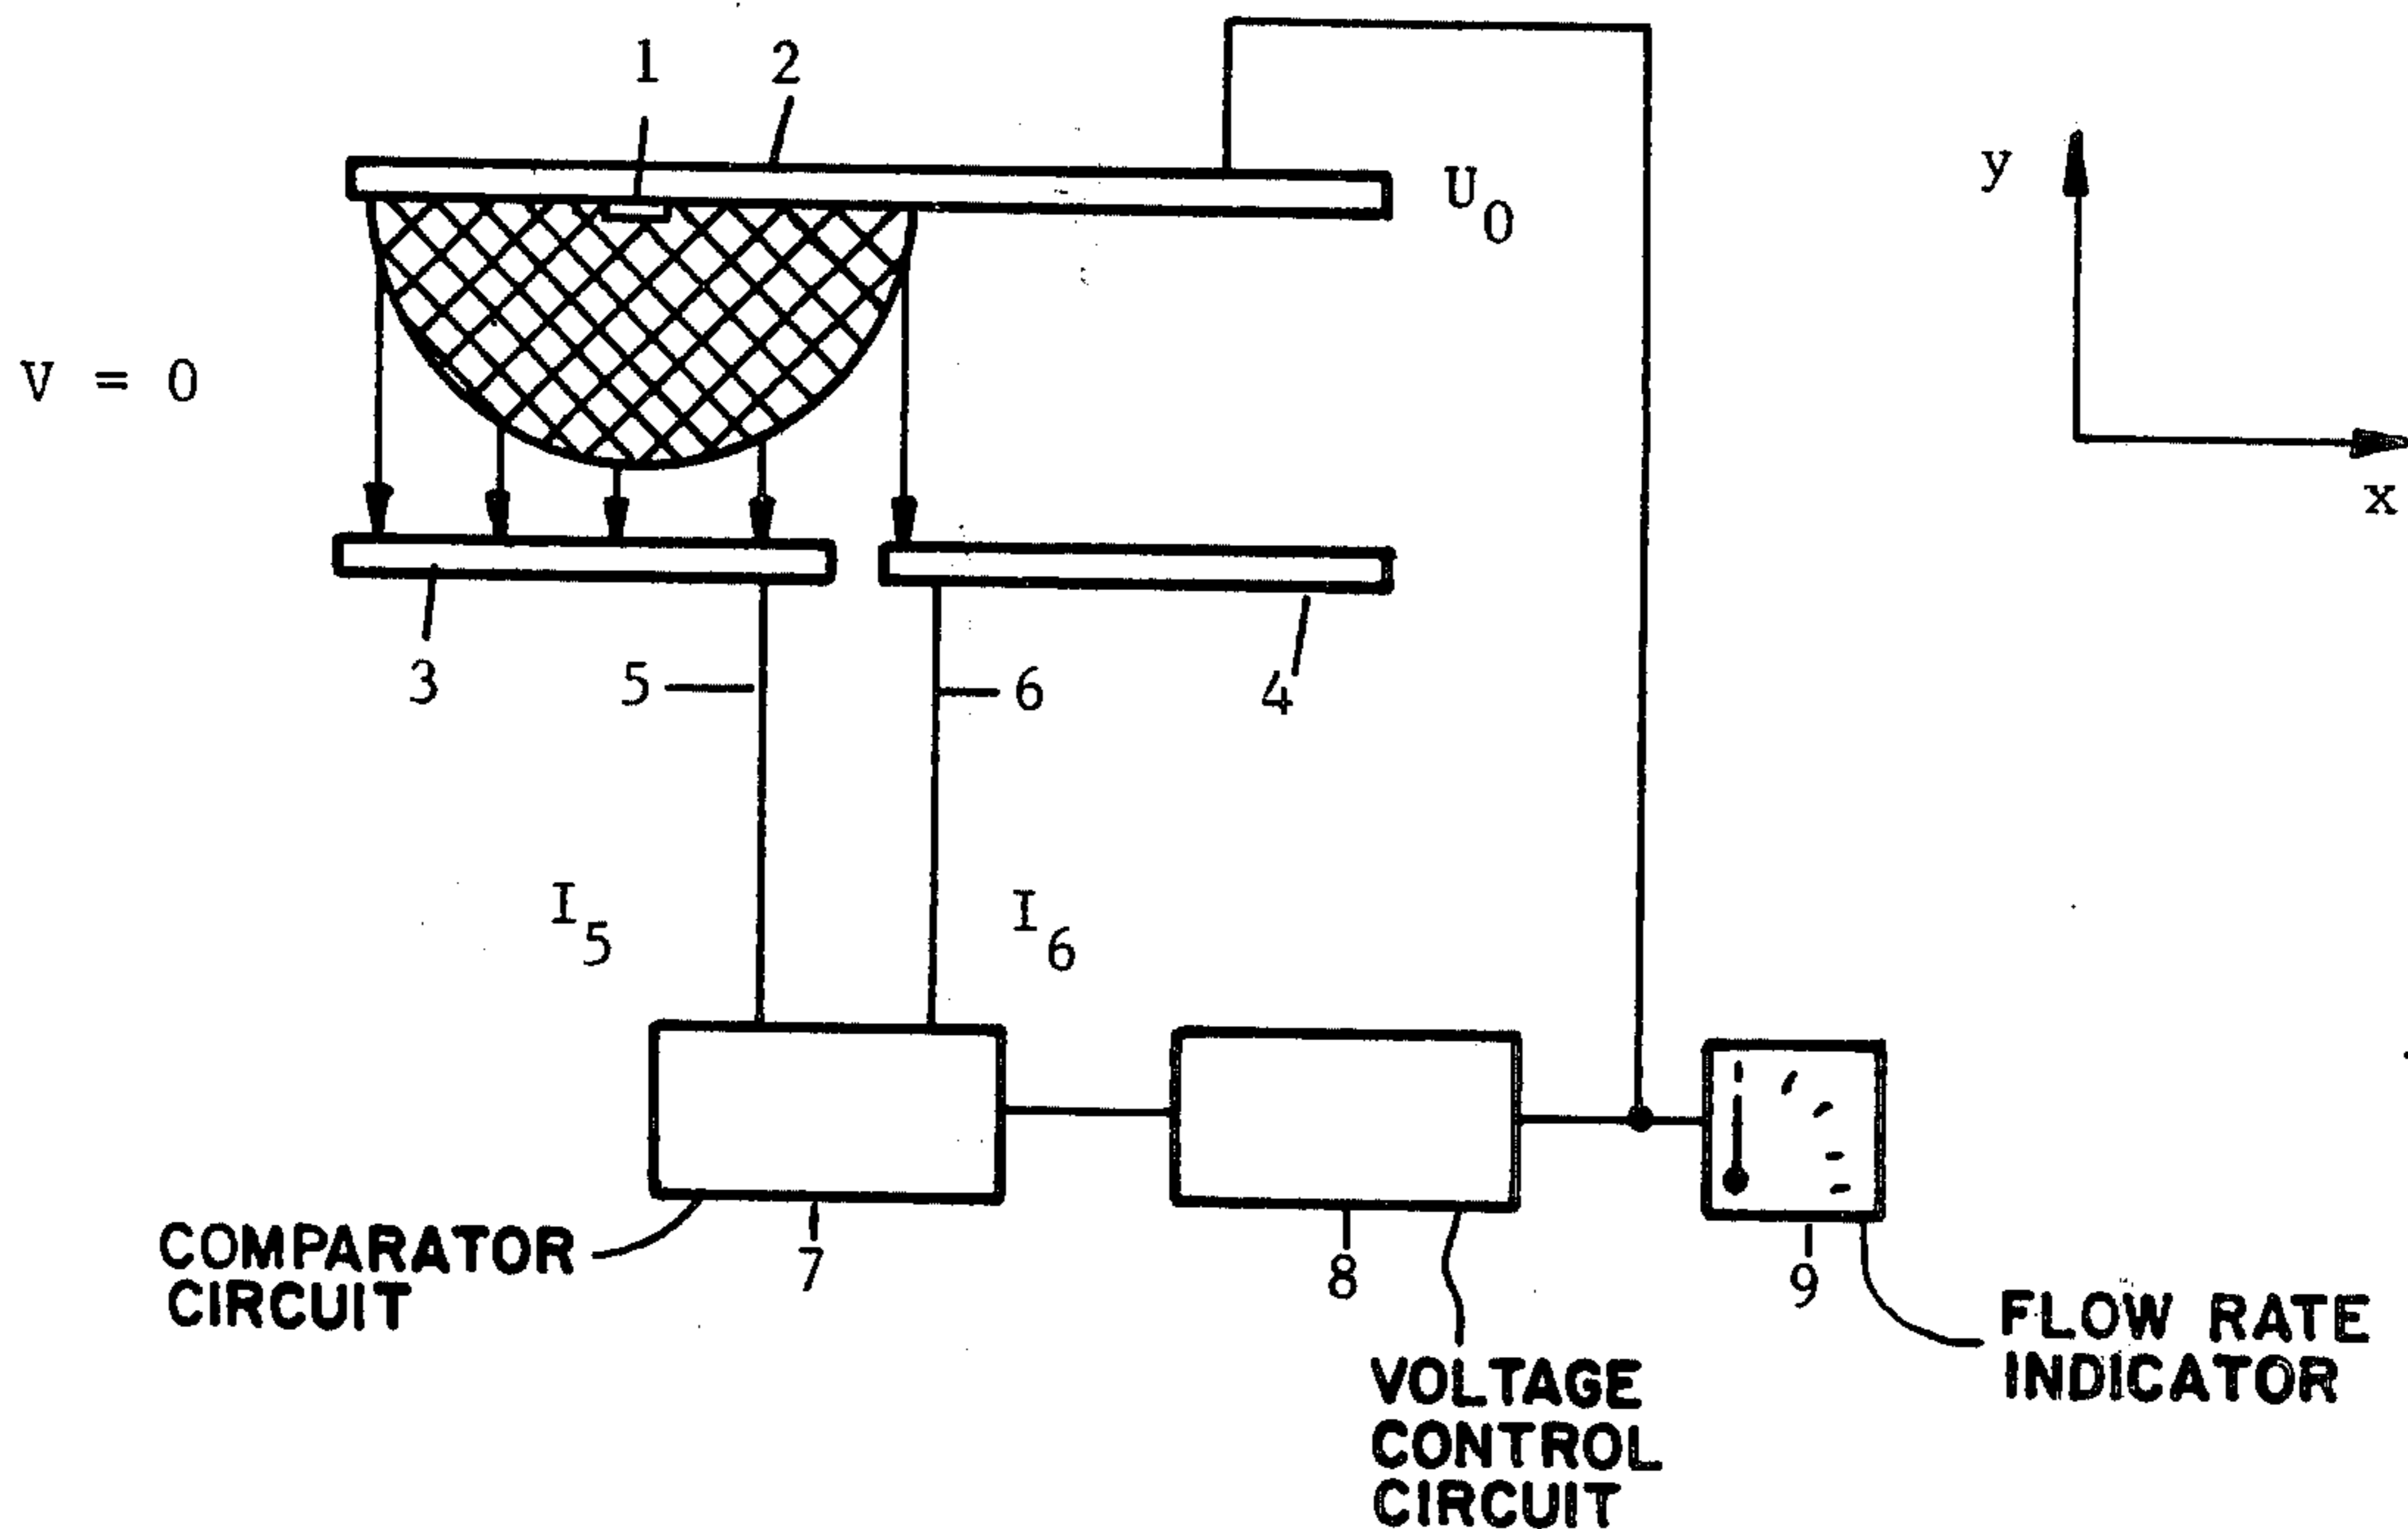 1 2
U0
y
V = 0
x
3 5 6 4
I5 I6
7
COMPARATOR
CIRCUIT
8
9
FLOW RATE
INDICATOR
VOLTAGE
CONTROL
CIRCUIT